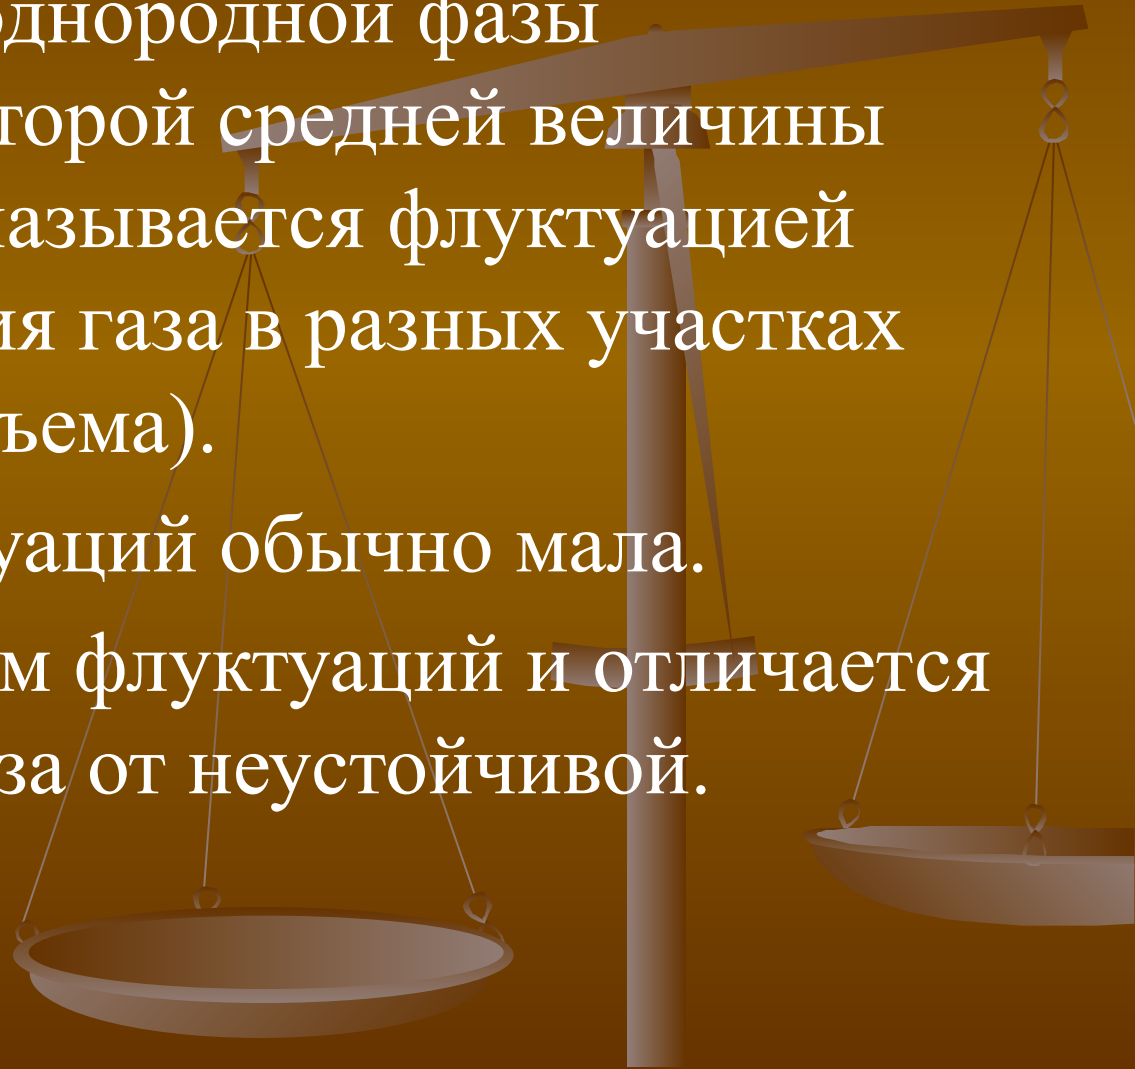 однородной фазы
торой средней величины
азывается флуктуацией
ия газа в разных участках
ъема).
уаций обычно мала.
м флуктуаций и отличается
за от неустойчивой.